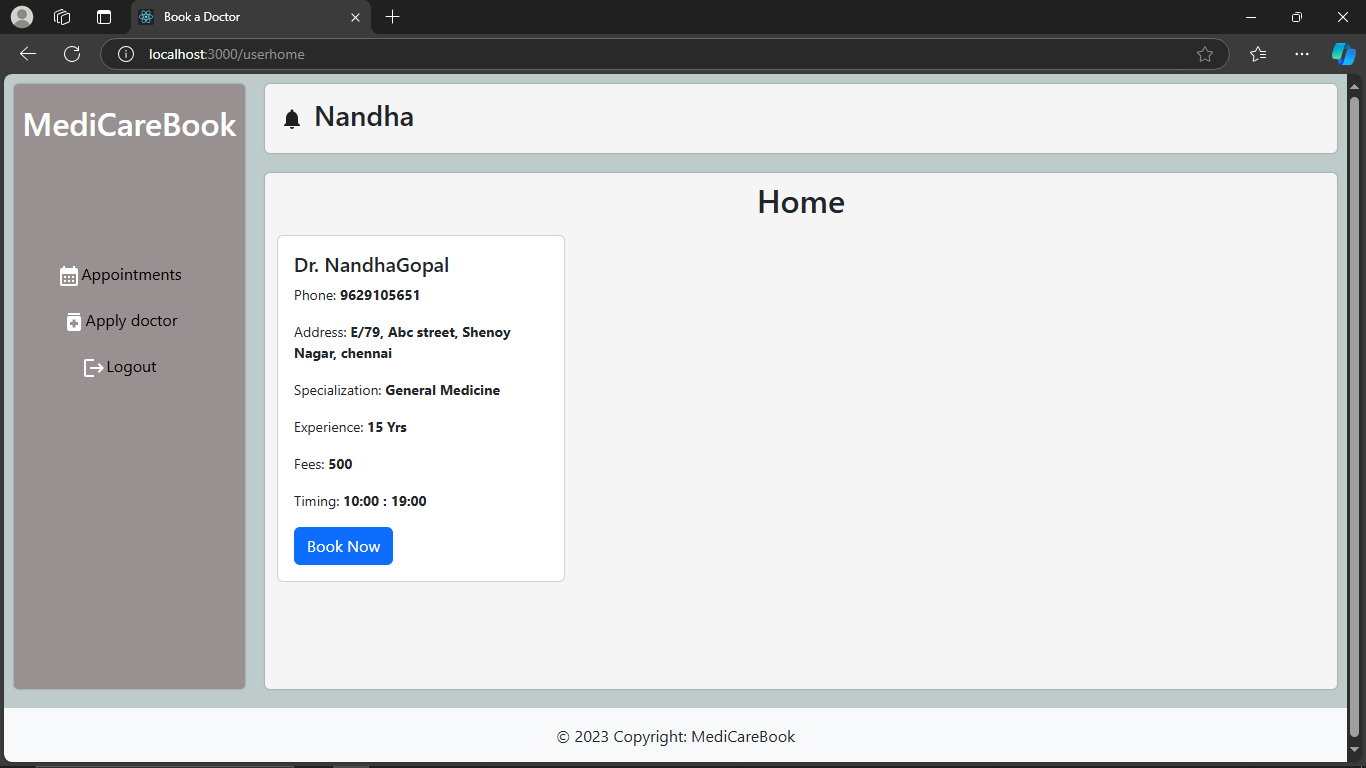 Book a Doctor
localhost:3000/userhome
MediCareBook
Appointments
Apply doctor
Logout
Nandha
Home
Dr. NandhaGopal
Phone: 9629105651
Address: E/79, Abc street, Shenoy
Nagar, chennai
Specialization: General Medicine
Experience: 15 Yrs
Fees: 500
Timing: 10:00 : 19:00
Book Now
© 2023 Copyright: MediCareBook